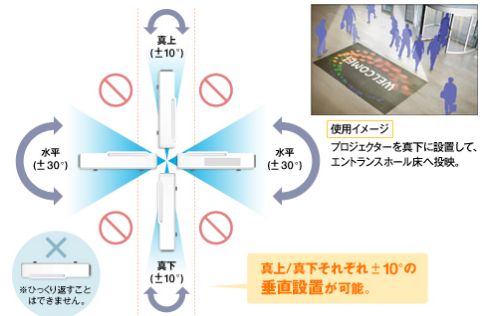 真上
(±10°)
WELCOME!
使用イメージ
プロジェクターを真下に設置して、
エントランスホール床へ投映。
水平
(±30°)
水平
(±30°)
真下
(±10°)
※ひっくり返すこと
はできません。
真上/真下それぞれ±10°の
垂直設置が可能。